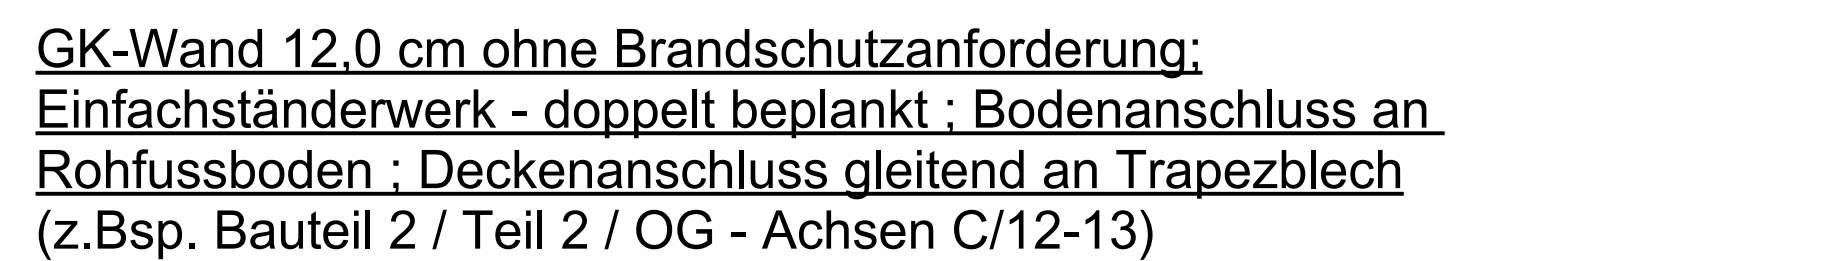 GK-Wand 12,0 cm ohne Brandschutzanforderung;
Einfachständerwerk - doppelt beplankt ; Bodenanschluss an
Rohfussboden ; Deckenanschluss gleitend an Trapezblech
(z.Bsp. Bauteil 2 / Teil 2 / OG - Achsen C/12-13)